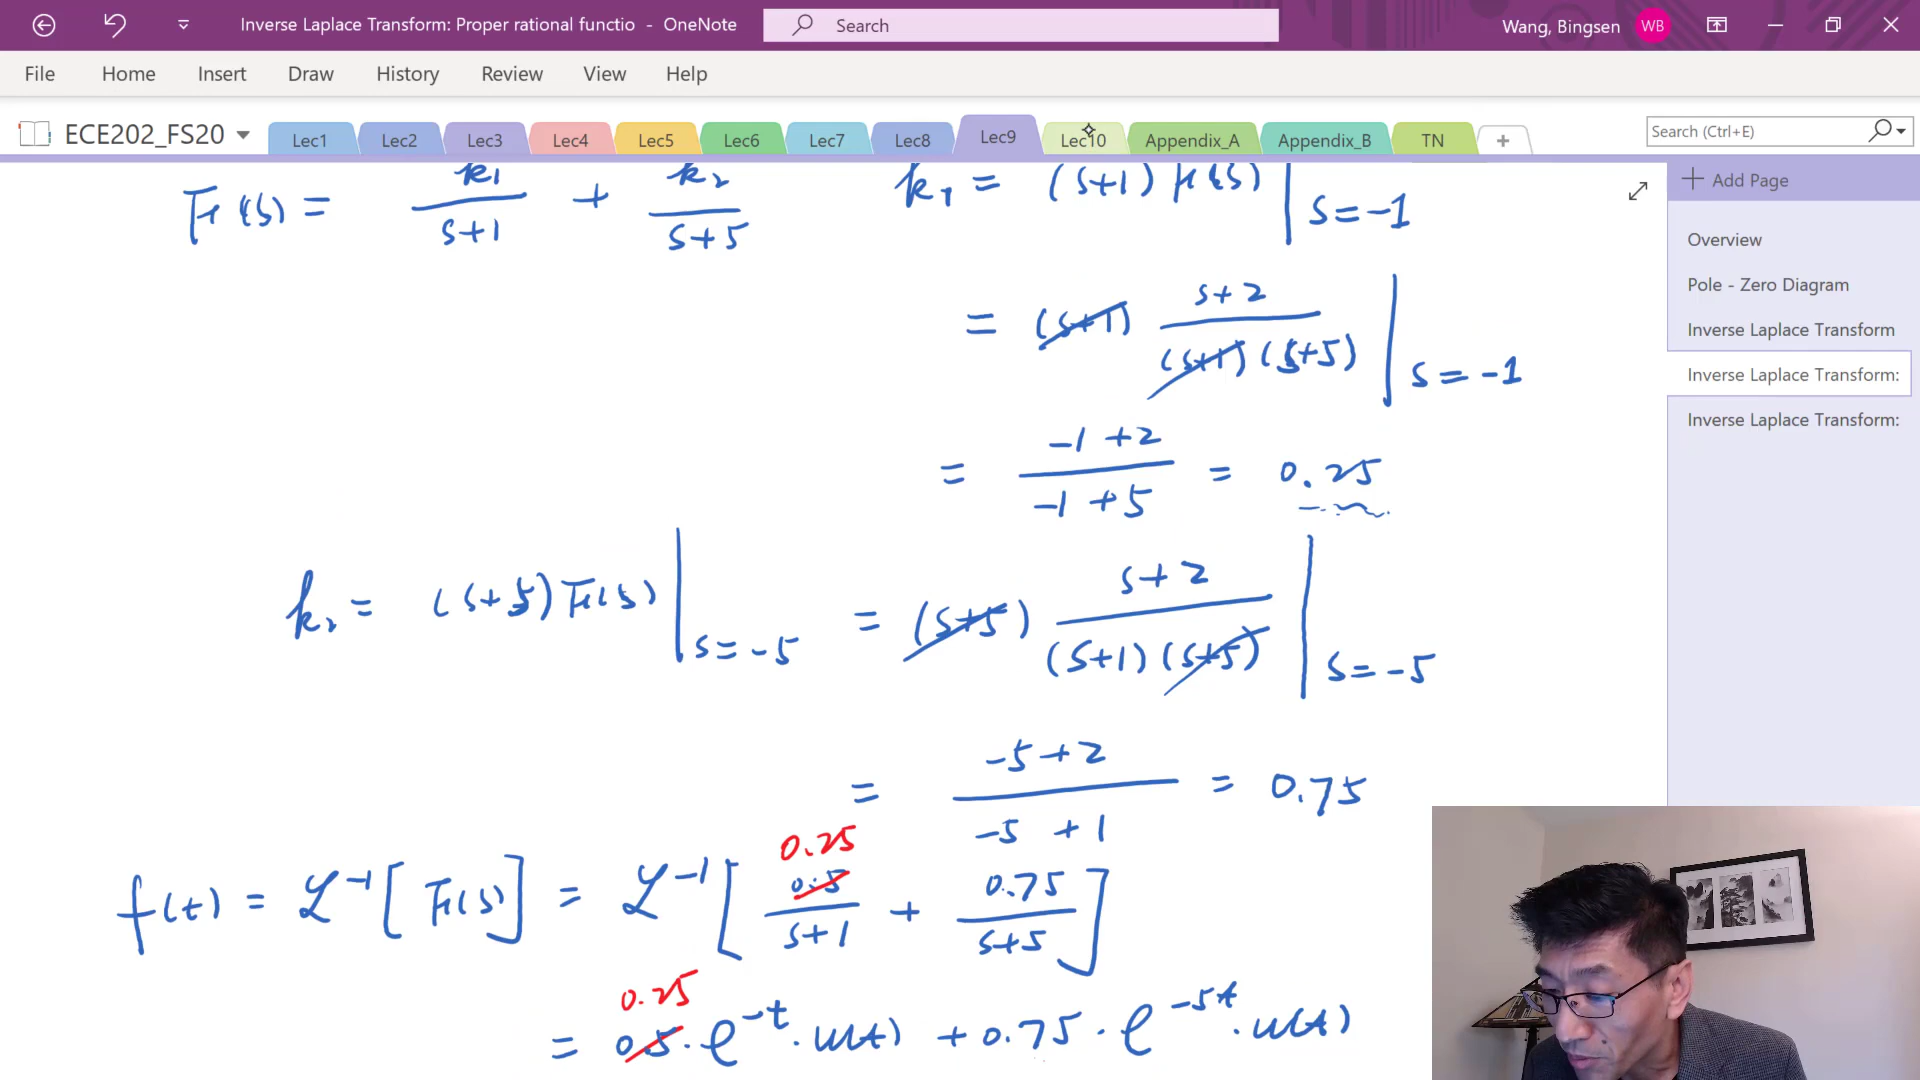 Inverse Laplace Transform: Proper rational functio - OneNote
Search
Wang, Bingsen WB
File Home Insert Draw History Review View Help
ECE202_FS20 Lec1 Lec2 Lec3 Lec4 Lec5 Lec6 Lec7 Lec8 Lec9 Lec10 Appendix_A Appendix_B TN +
Search (Ctrl+E)
Add Page
Overview
Pole - Zero Diagram
Inverse Laplace Transform
Inverse Laplace Transform:
Inverse Laplace Transform:
F(s) = k1/(s+1) + k2/(s+5) k1 = (s+1) F(s) | s=-1
= (s+1) (s+2)/((s+1)(s+5)) | s=-1
= (-1+2)/(-1+5) = 0.25
k2 = (s+5) F(s) | s=-5 = (s+5) (s+2)/((s+1)(s+5)) | s=-5
= (-5+2)/(-5+1) = 0.75
0.25
f(t) = ℒ⁻¹[F(s)] = ℒ⁻¹[0.5/(s+1) + 0.75/(s+5)]
0.25
= 0.5 · e^{-t} · u(t) + 0.75 · e^{-5t} · u(t)